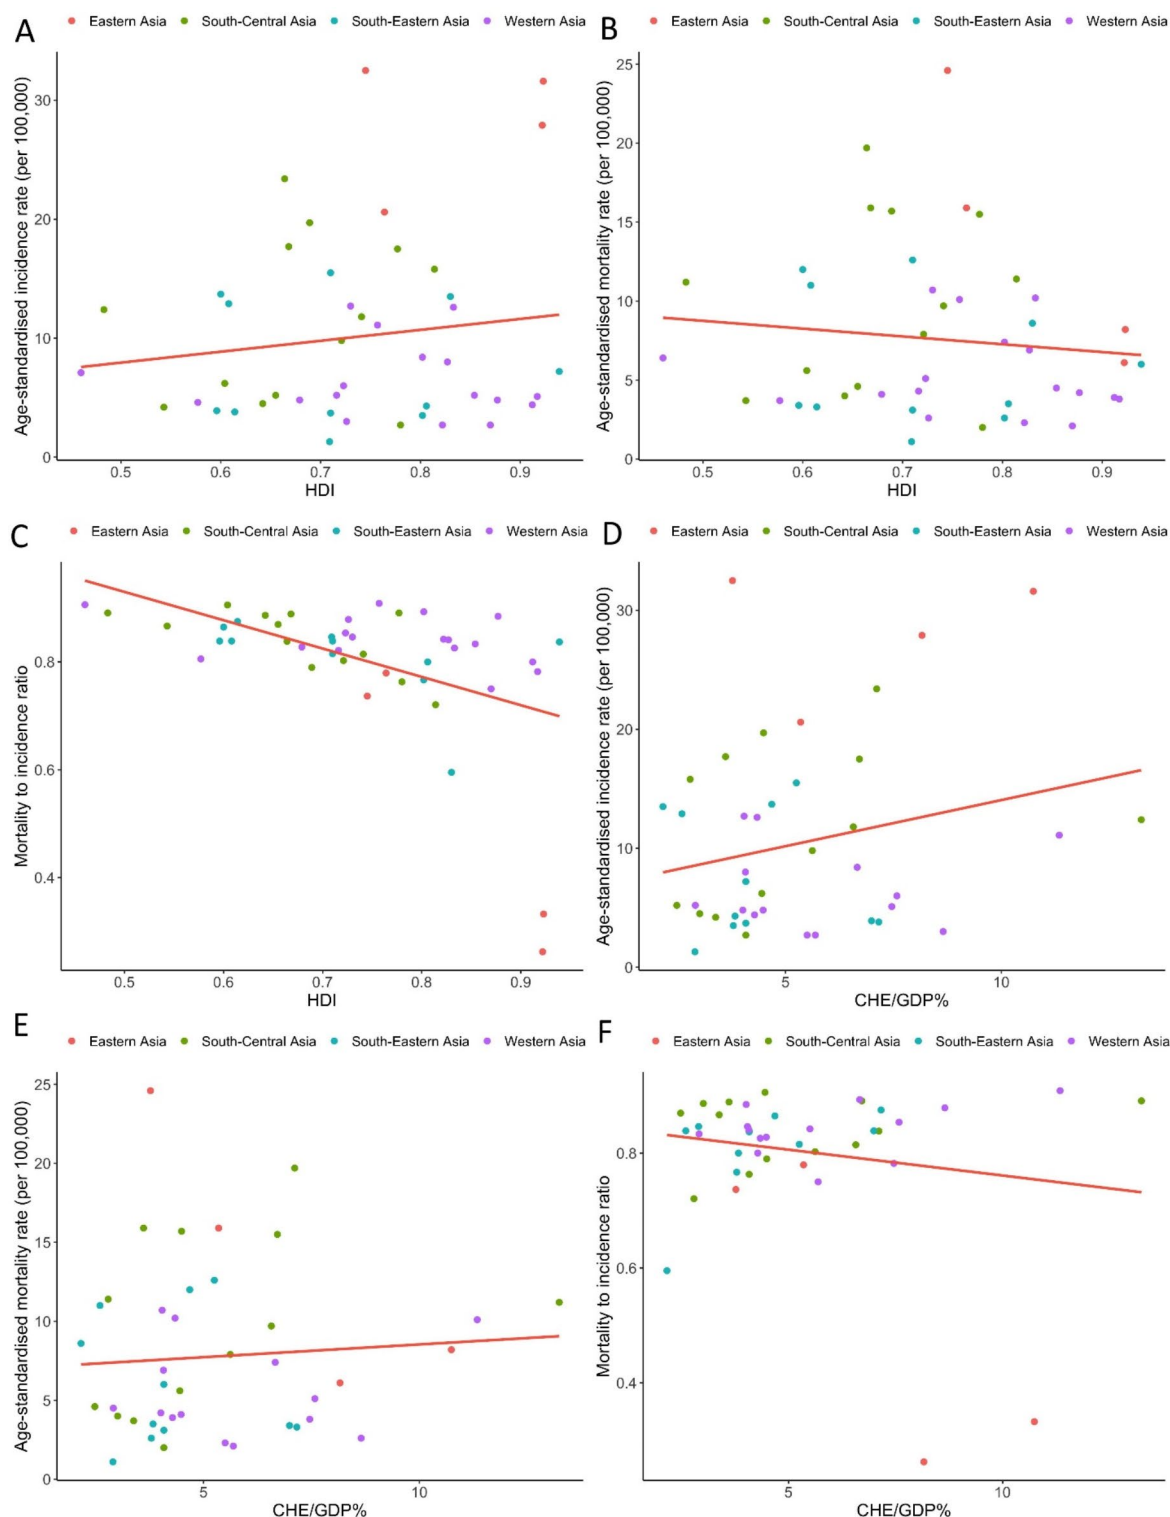 A
Eastern Asia South-Central Asia South-Eastern Asia Western Asia
Age-standardised incidence rate (per 100,000)
30
20
10
0
0.5 0.6 0.7 0.8 0.9
HDI
B
Eastern Asia South-Central Asia South-Eastern Asia Western Asia
Age-standardised mortality rate (per 100,000)
25
20
15
10
5
0
0.5 0.6 0.7 0.8 0.9
HDI
C
Eastern Asia South-Central Asia South-Eastern Asia Western Asia
Mortality to incidence ratio
0.8
0.6
0.4
0.5 0.6 0.7 0.8 0.9
HDI
D
Eastern Asia South-Central Asia South-Eastern Asia Western Asia
Age-standardised incidence rate (per 100,000)
30
20
10
0
5 10
CHE/GDP%
E
Eastern Asia South-Central Asia South-Eastern Asia Western Asia
Age-standardised mortality rate (per 100,000)
25
20
15
10
5
0
5 10
CHE/GDP%
F
Eastern Asia South-Central Asia South-Eastern Asia Western Asia
Mortality to incidence ratio
0.8
0.6
0.4
5 10
CHE/GDP%